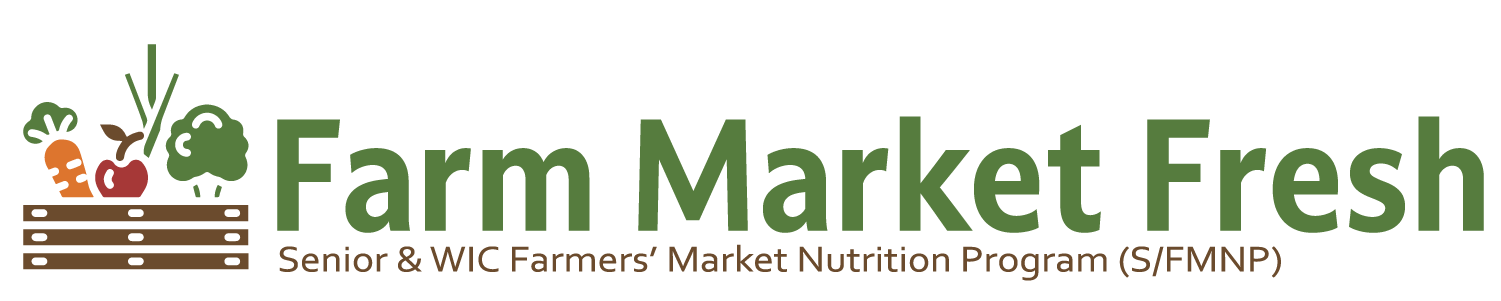 Farm Market Fresh
Senior & WIC Farmers’ Market Nutrition Program (S/FMNP)